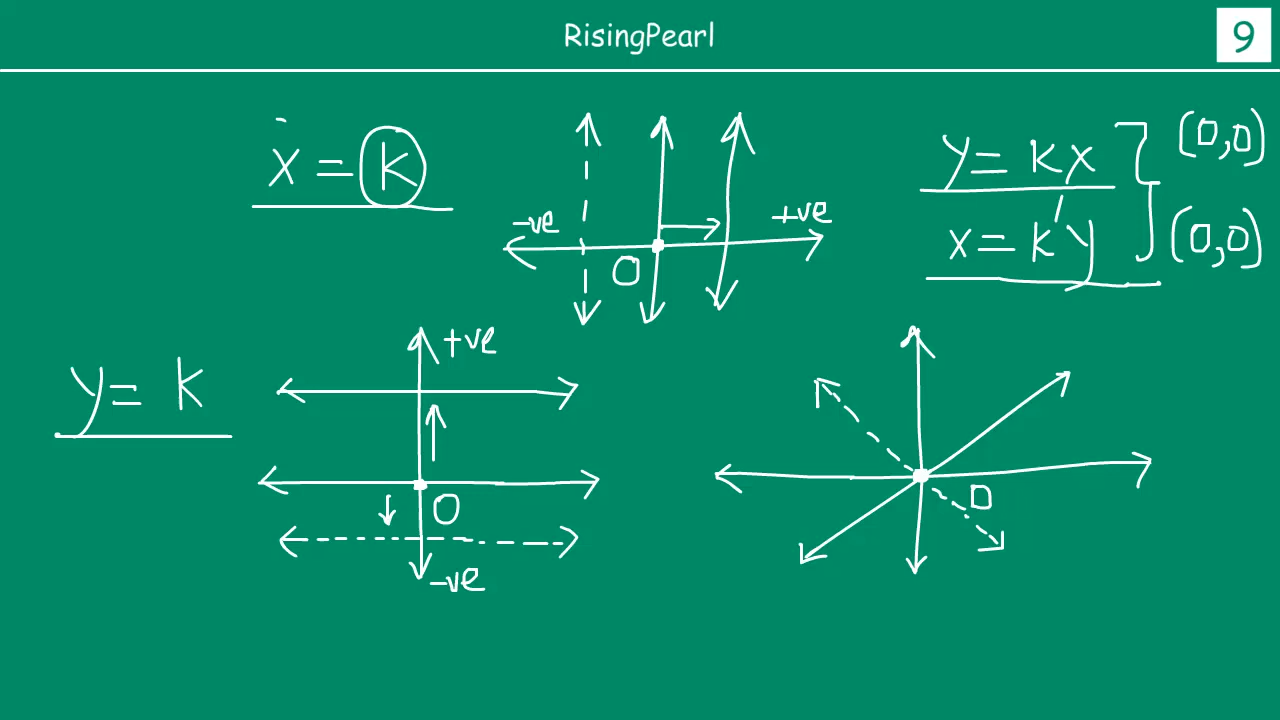 RisingPearl
9
x = k
-ve
+ve
O
y = kx
(0,0)
x = k'y
(0,0)
y = k
+ve
O
-ve
O